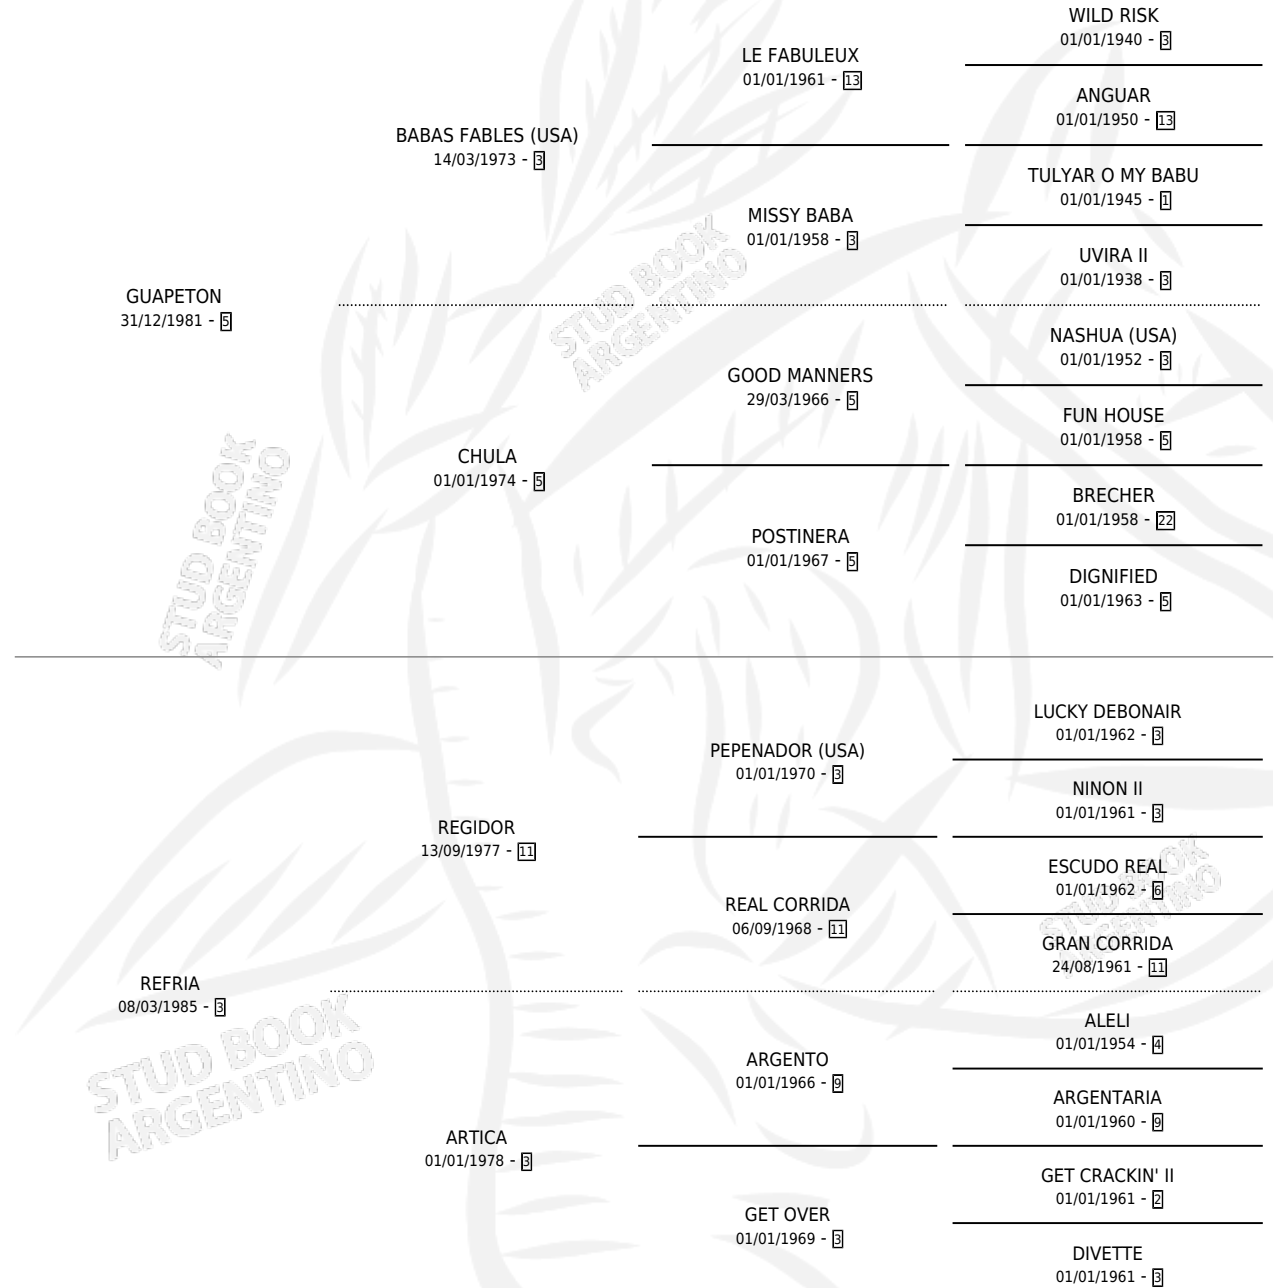 WILD RISK
01/01/1940 - 3
LE FABULEUX
01/01/1961 - 13
ANGUAR
01/01/1950 - 13
BABAS FABLES (USA)
14/03/1973 - 3
TULYAR O MY BABU
01/01/1945 - 1
MISSY BABA
01/01/1958 - 3
UVIRA II
01/01/1938 - 3
GUAPETON
31/12/1981 - 5
NASHUA (USA)
01/01/1952 - 3
GOOD MANNERS
29/03/1966 - 5
FUN HOUSE
01/01/1958 - 5
CHULA
01/01/1974 - 5
BRECHER
01/01/1958 - 22
POSTINERA
01/01/1967 - 5
DIGNIFIED
01/01/1963 - 5
LUCKY DEBONAIR
01/01/1962 - 3
PEPENADOR (USA)
01/01/1970 - 3
NINON II
01/01/1961 - 3
REGIDOR
13/09/1977 - 11
ESCUDO REAL
01/01/1962 - 6
REAL CORRIDA
06/09/1968 - 11
GRAN CORRIDA
24/08/1961 - 11
REFRIA
08/03/1985 - 3
ALELI
01/01/1954 - 4
ARGENTO
01/01/1966 - 9
ARGENTARIA
01/01/1960 - 9
ARTICA
01/01/1978 - 3
GET CRACKIN' II
01/01/1961 - 2
GET OVER
01/01/1969 - 3
DIVETTE
01/01/1961 - 3
STUD BOOK
ARGENTINO
STUD BOOK
ARGENTINO
STUD BOOK
ARGENTINO
STUD BOOK
ARGENTINO